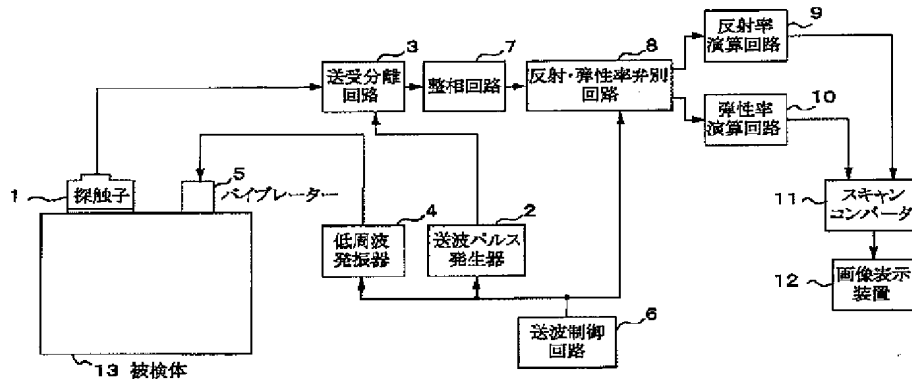 9
反射率
演算回路
3
送受分離
回路
7
整相回路
8
反射・弾性率弁別
回路
10
弾性率
演算回路
1
探触子
5
バイブレーター
4
低周波
発振器
2
送波パルス
発生器
11
スキャン
コンバータ
12
画像表示
装置
6
送波制御
回路
13 被検体